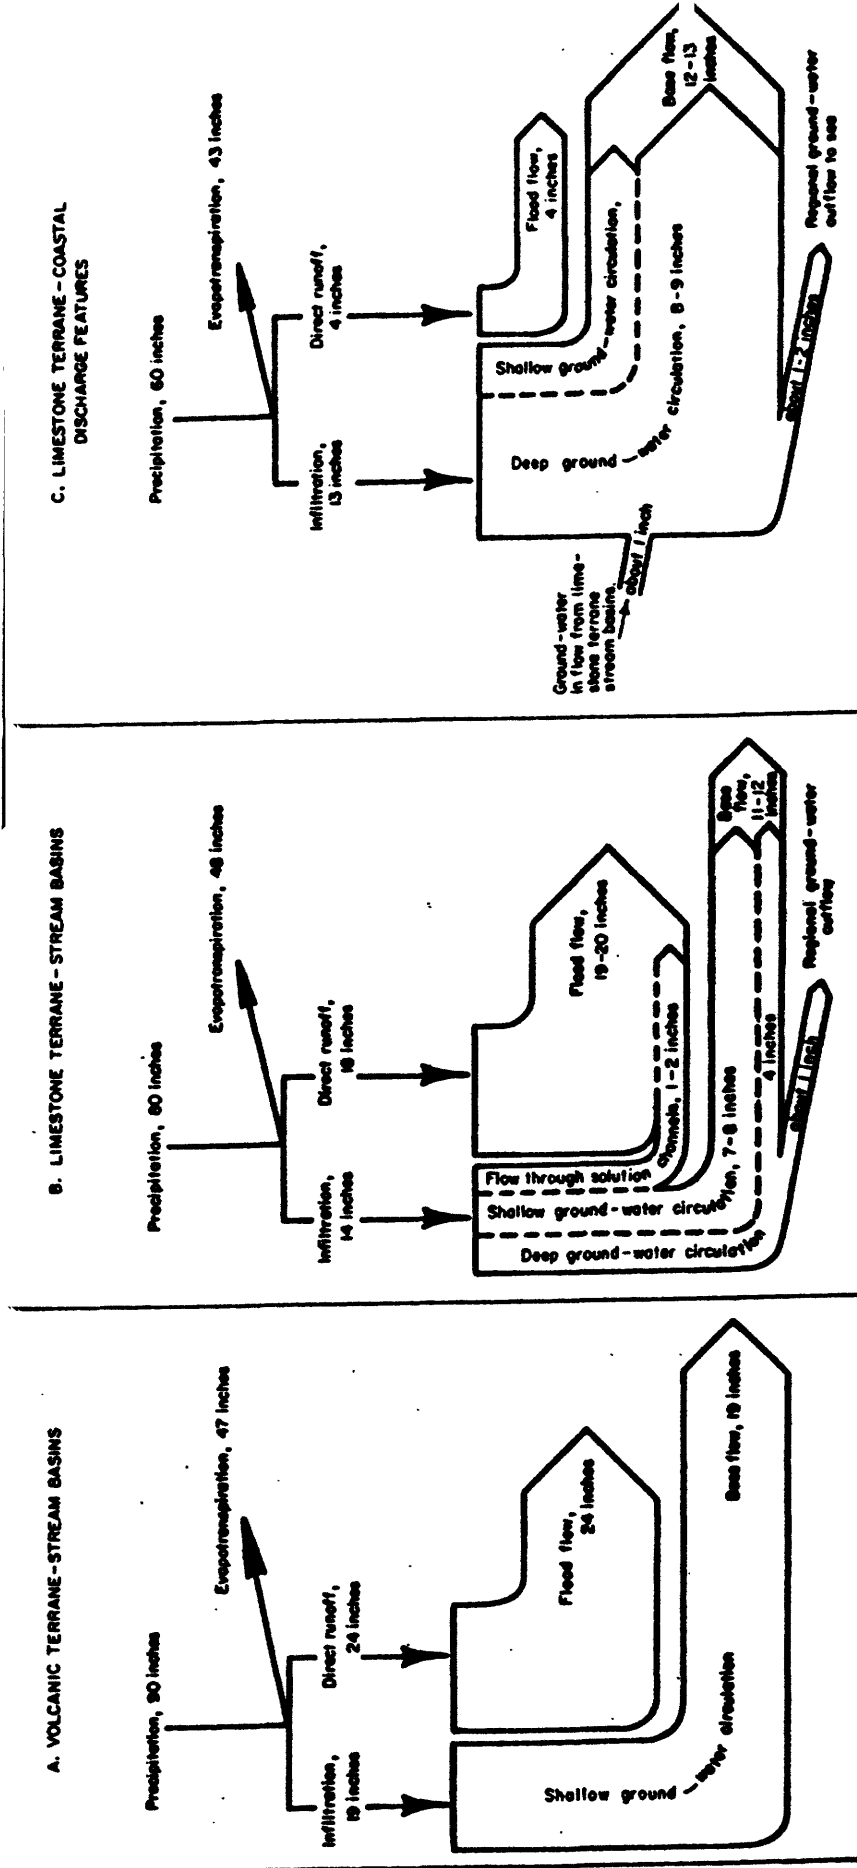 A. VOLCANIC TERRANE-STREAM BASINS
Precipitation, 90 inches
Evapotranspiration, 47 inches
Infiltration,
19 inches
Direct runoff,
24 inches
Flood flow,
24 inches
Shallow ground-water circulation
Base flow, 19 inches
B. LIMESTONE TERRANE-STREAM BASINS
Precipitation, 80 inches
Evapotranspiration, 48 inches
Infiltration,
14 inches
Direct runoff,
18 inches
Flood flow,
19-20 inches
Flow through solution channels, 1-2 inches
Shallow ground-water circulation, 7-8 inches
Deep ground-water circulation
4 inches
Base
flow,
11-12
inches
about 1 inch
Regional ground-water
outflow
C. LIMESTONE TERRANE-COASTAL
DISCHARGE FEATURES
Precipitation, 60 inches
Evapotranspiration, 43 inches
Infiltration,
13 inches
Direct runoff,
4 inches
Flood flow,
4 inches
Shallow ground-water circulation,
Deep ground-water circulation, 8-9 inches
Base flow,
12-13
inches
Ground-water
in flow from lime-
stone terrane
stream basins,
about 1 inch
about 1-2 inches
Regional ground-water
outflow to sea